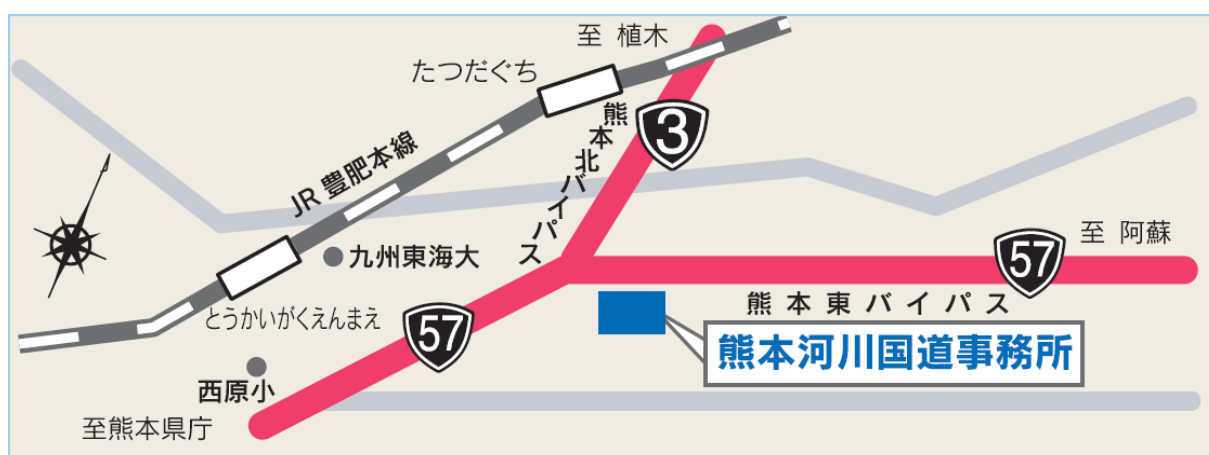 至 植木
たつだぐち
熊本北バイパス
3
JR 豊肥本線
九州東海大
至 阿蘇
57
とうかいがくえんまえ
熊本東バイパス
57
熊本河川国道事務所
西原小
至熊本県庁